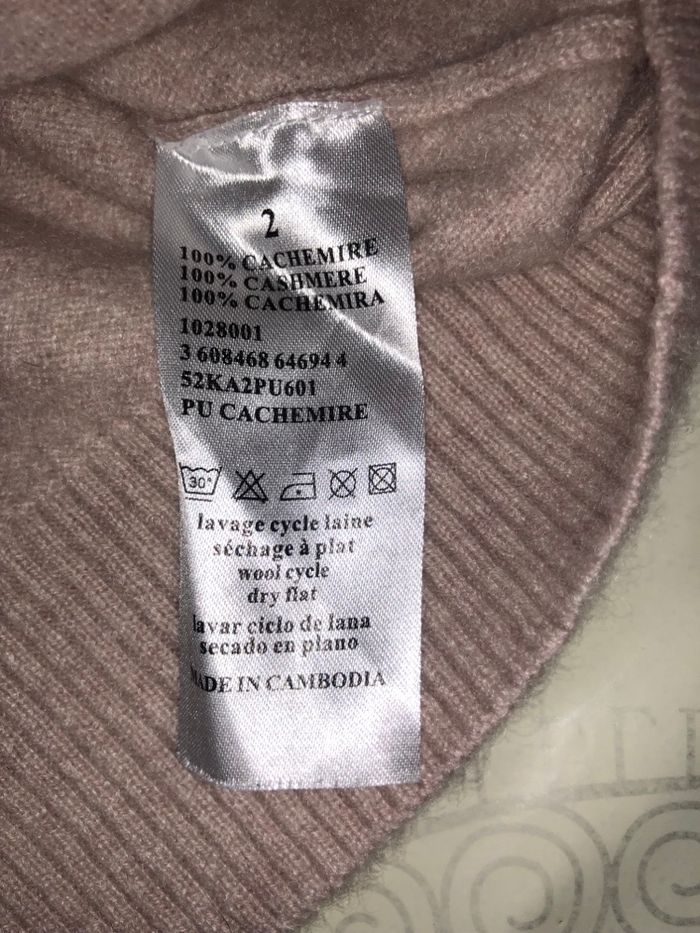 2
100% CACHEMIRE
100% CASHMERE
100% CACHEMIRA
1028001
3 608468 64694 4
52KA2PU601
PU CACHEMIRE
30°
lavage cycle laine
séchage à plat
wool cycle
dry flat
lavar ciclo de lana
secado en plano
MADE IN CAMBODIA